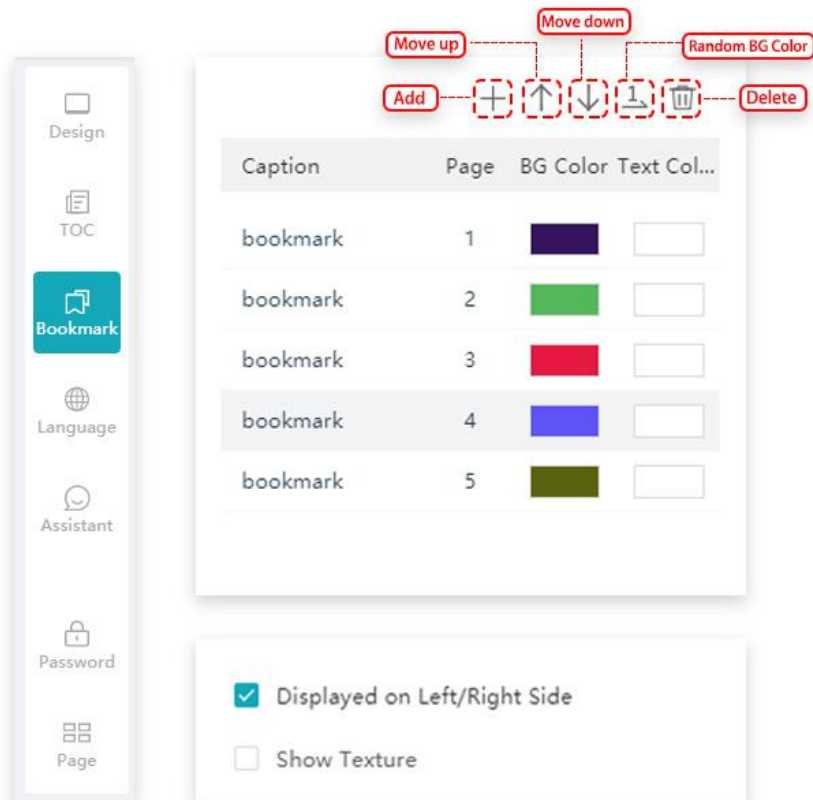 Move down
Move up
Random BG Color
Add
Delete
Design
TOC
Bookmark
Language
Assistant
Password
Page
Caption Page BG Color Text Col...
bookmark 1
bookmark 2
bookmark 3
bookmark 4
bookmark 5
Displayed on Left/Right Side
Show Texture